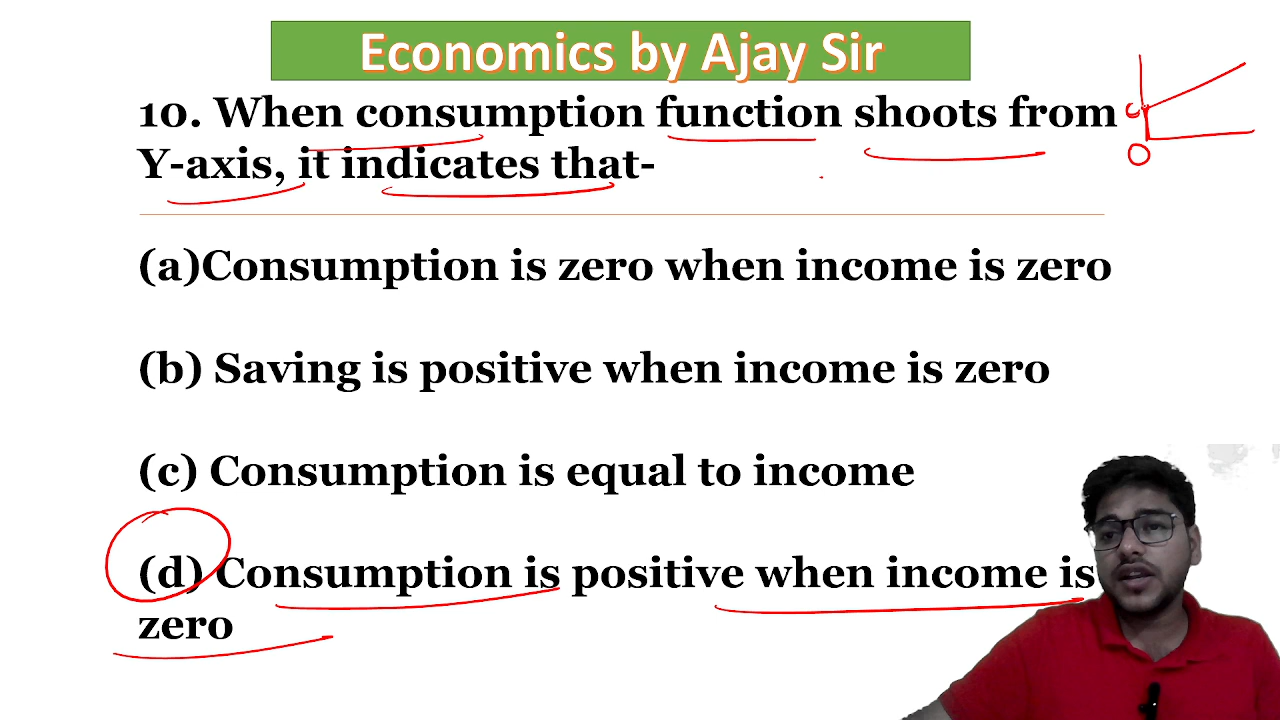 Economics by Ajay Sir
10. When consumption function shoots from
Y-axis, it indicates that-
(a)Consumption is zero when income is zero
(b) Saving is positive when income is zero
(c) Consumption is equal to income
(d) Consumption is positive when income is
zero
C
O